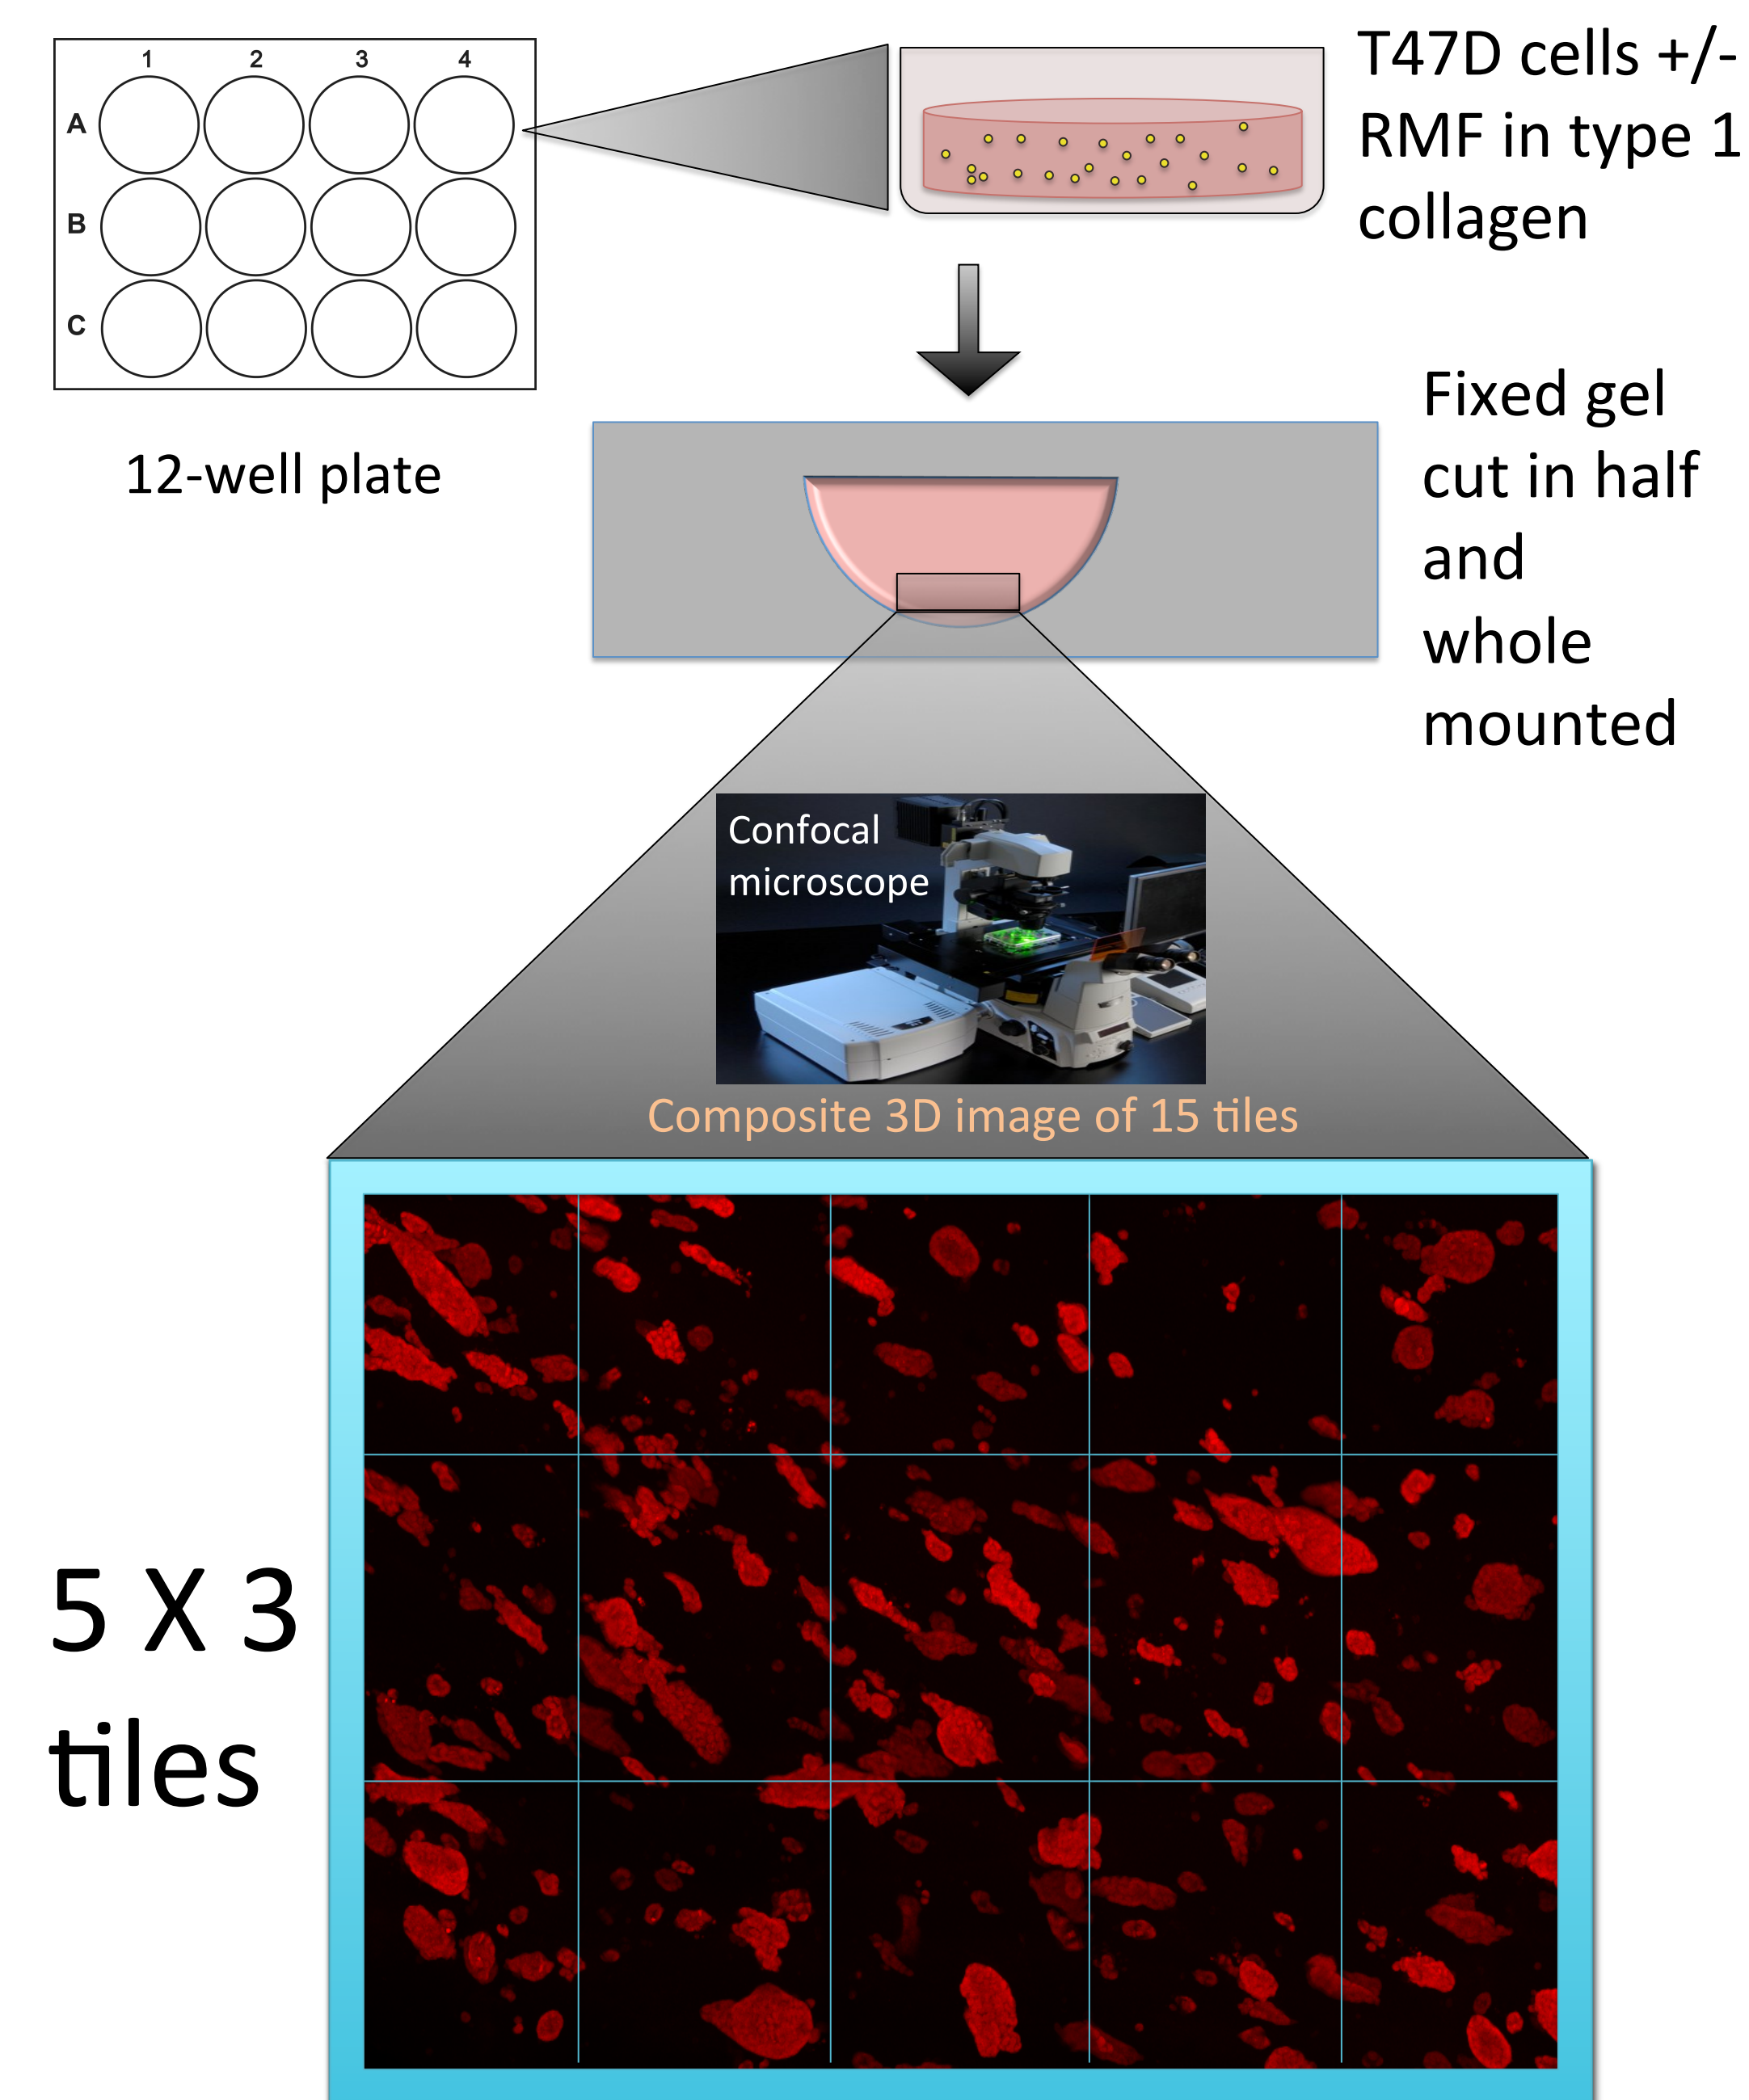 1 2 3 4
A
B
C
12-well plate
T47D cells +/-
RMF in type 1
collagen
Fixed gel
cut in half
and
whole
mounted
Confocal
microscope
Composite 3D image of 15 tiles
5 X 3
tiles